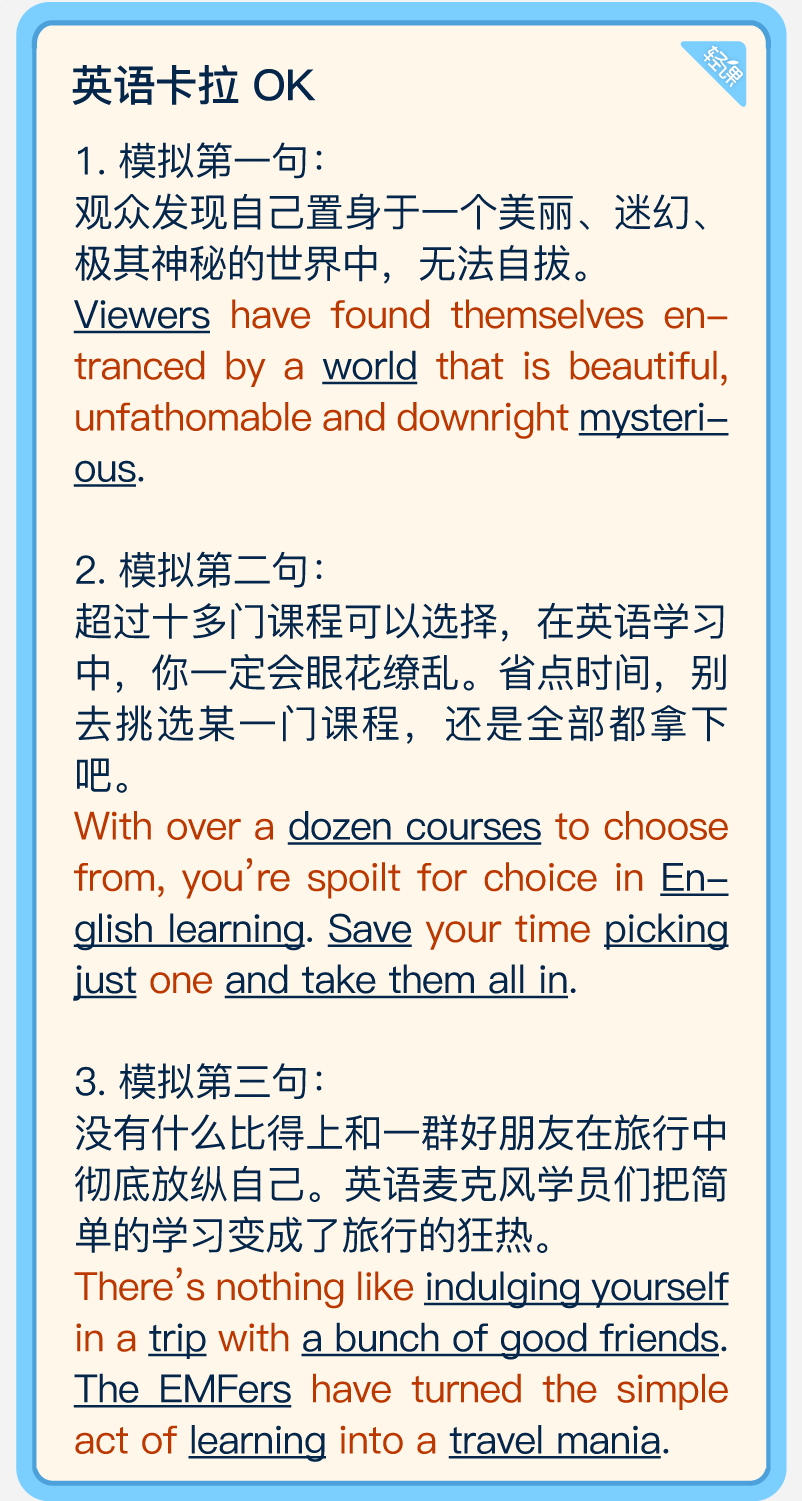 英语卡拉 OK
轻课
1. 模拟第一句：
观众发现自己置身于一个美丽、迷幻、
极其神秘的世界中，无法自拔。
Viewers have found themselves en-
tranced by a world that is beautiful,
unfathomable and downright mysteri-
ous.
2. 模拟第二句：
超过十多门课程可以选择，在英语学习
中，你一定会眼花缭乱。省点时间，别
去挑选某一门课程，还是全部都拿下
吧。
With over a dozen courses to choose
from, you’re spoilt for choice in En-
glish learning. Save your time picking
just one and take them all in.
3. 模拟第三句：
没有什么比得上和一群好朋友在旅行中
彻底放纵自己。英语麦克风学员们把简
单的学习变成了旅行的狂热。
There’s nothing like indulging yourself
in a trip with a bunch of good friends.
The EMFers have turned the simple
act of learning into a travel mania.